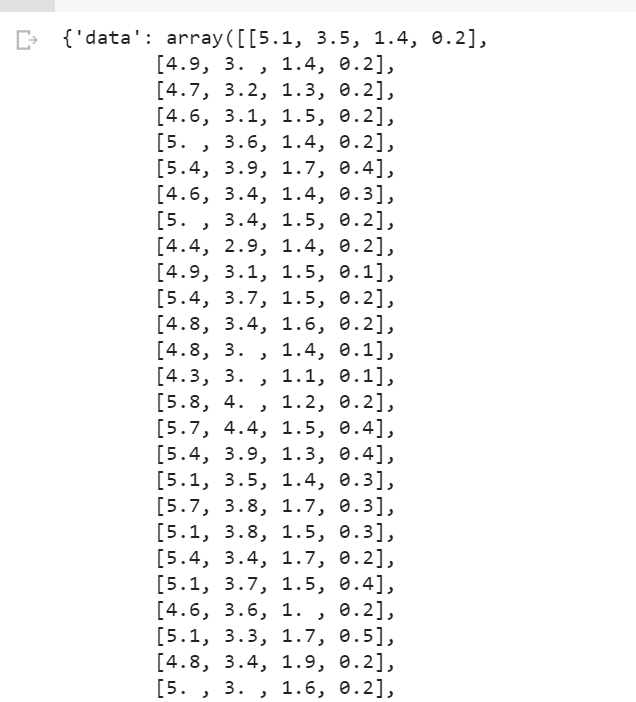 {'data': array([[5.1, 3.5, 1.4, 0.2],
[4.9, 3. , 1.4, 0.2],
[4.7, 3.2, 1.3, 0.2],
[4.6, 3.1, 1.5, 0.2],
[5. , 3.6, 1.4, 0.2],
[5.4, 3.9, 1.7, 0.4],
[4.6, 3.4, 1.4, 0.3],
[5. , 3.4, 1.5, 0.2],
[4.4, 2.9, 1.4, 0.2],
[4.9, 3.1, 1.5, 0.1],
[5.4, 3.7, 1.5, 0.2],
[4.8, 3.4, 1.6, 0.2],
[4.8, 3. , 1.4, 0.1],
[4.3, 3. , 1.1, 0.1],
[5.8, 4. , 1.2, 0.2],
[5.7, 4.4, 1.5, 0.4],
[5.4, 3.9, 1.3, 0.4],
[5.1, 3.5, 1.4, 0.3],
[5.7, 3.8, 1.7, 0.3],
[5.1, 3.8, 1.5, 0.3],
[5.4, 3.4, 1.7, 0.2],
[5.1, 3.7, 1.5, 0.4],
[4.6, 3.6, 1. , 0.2],
[5.1, 3.3, 1.7, 0.5],
[4.8, 3.4, 1.9, 0.2],
[5. , 3. , 1.6, 0.2],